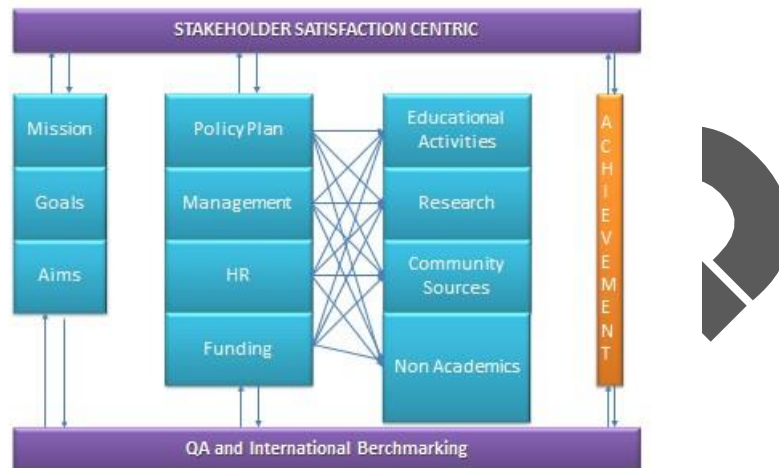 STAKEHOLDER SATISFACTION CENTRIC
Mission
Goals
Aims
Policy Plan
Management
HR
Funding
Educational
Activities
Research
Community
Sources
Non Academics
A
C
H
I
E
V
E
M
E
N
T
QA and International Berchmarking